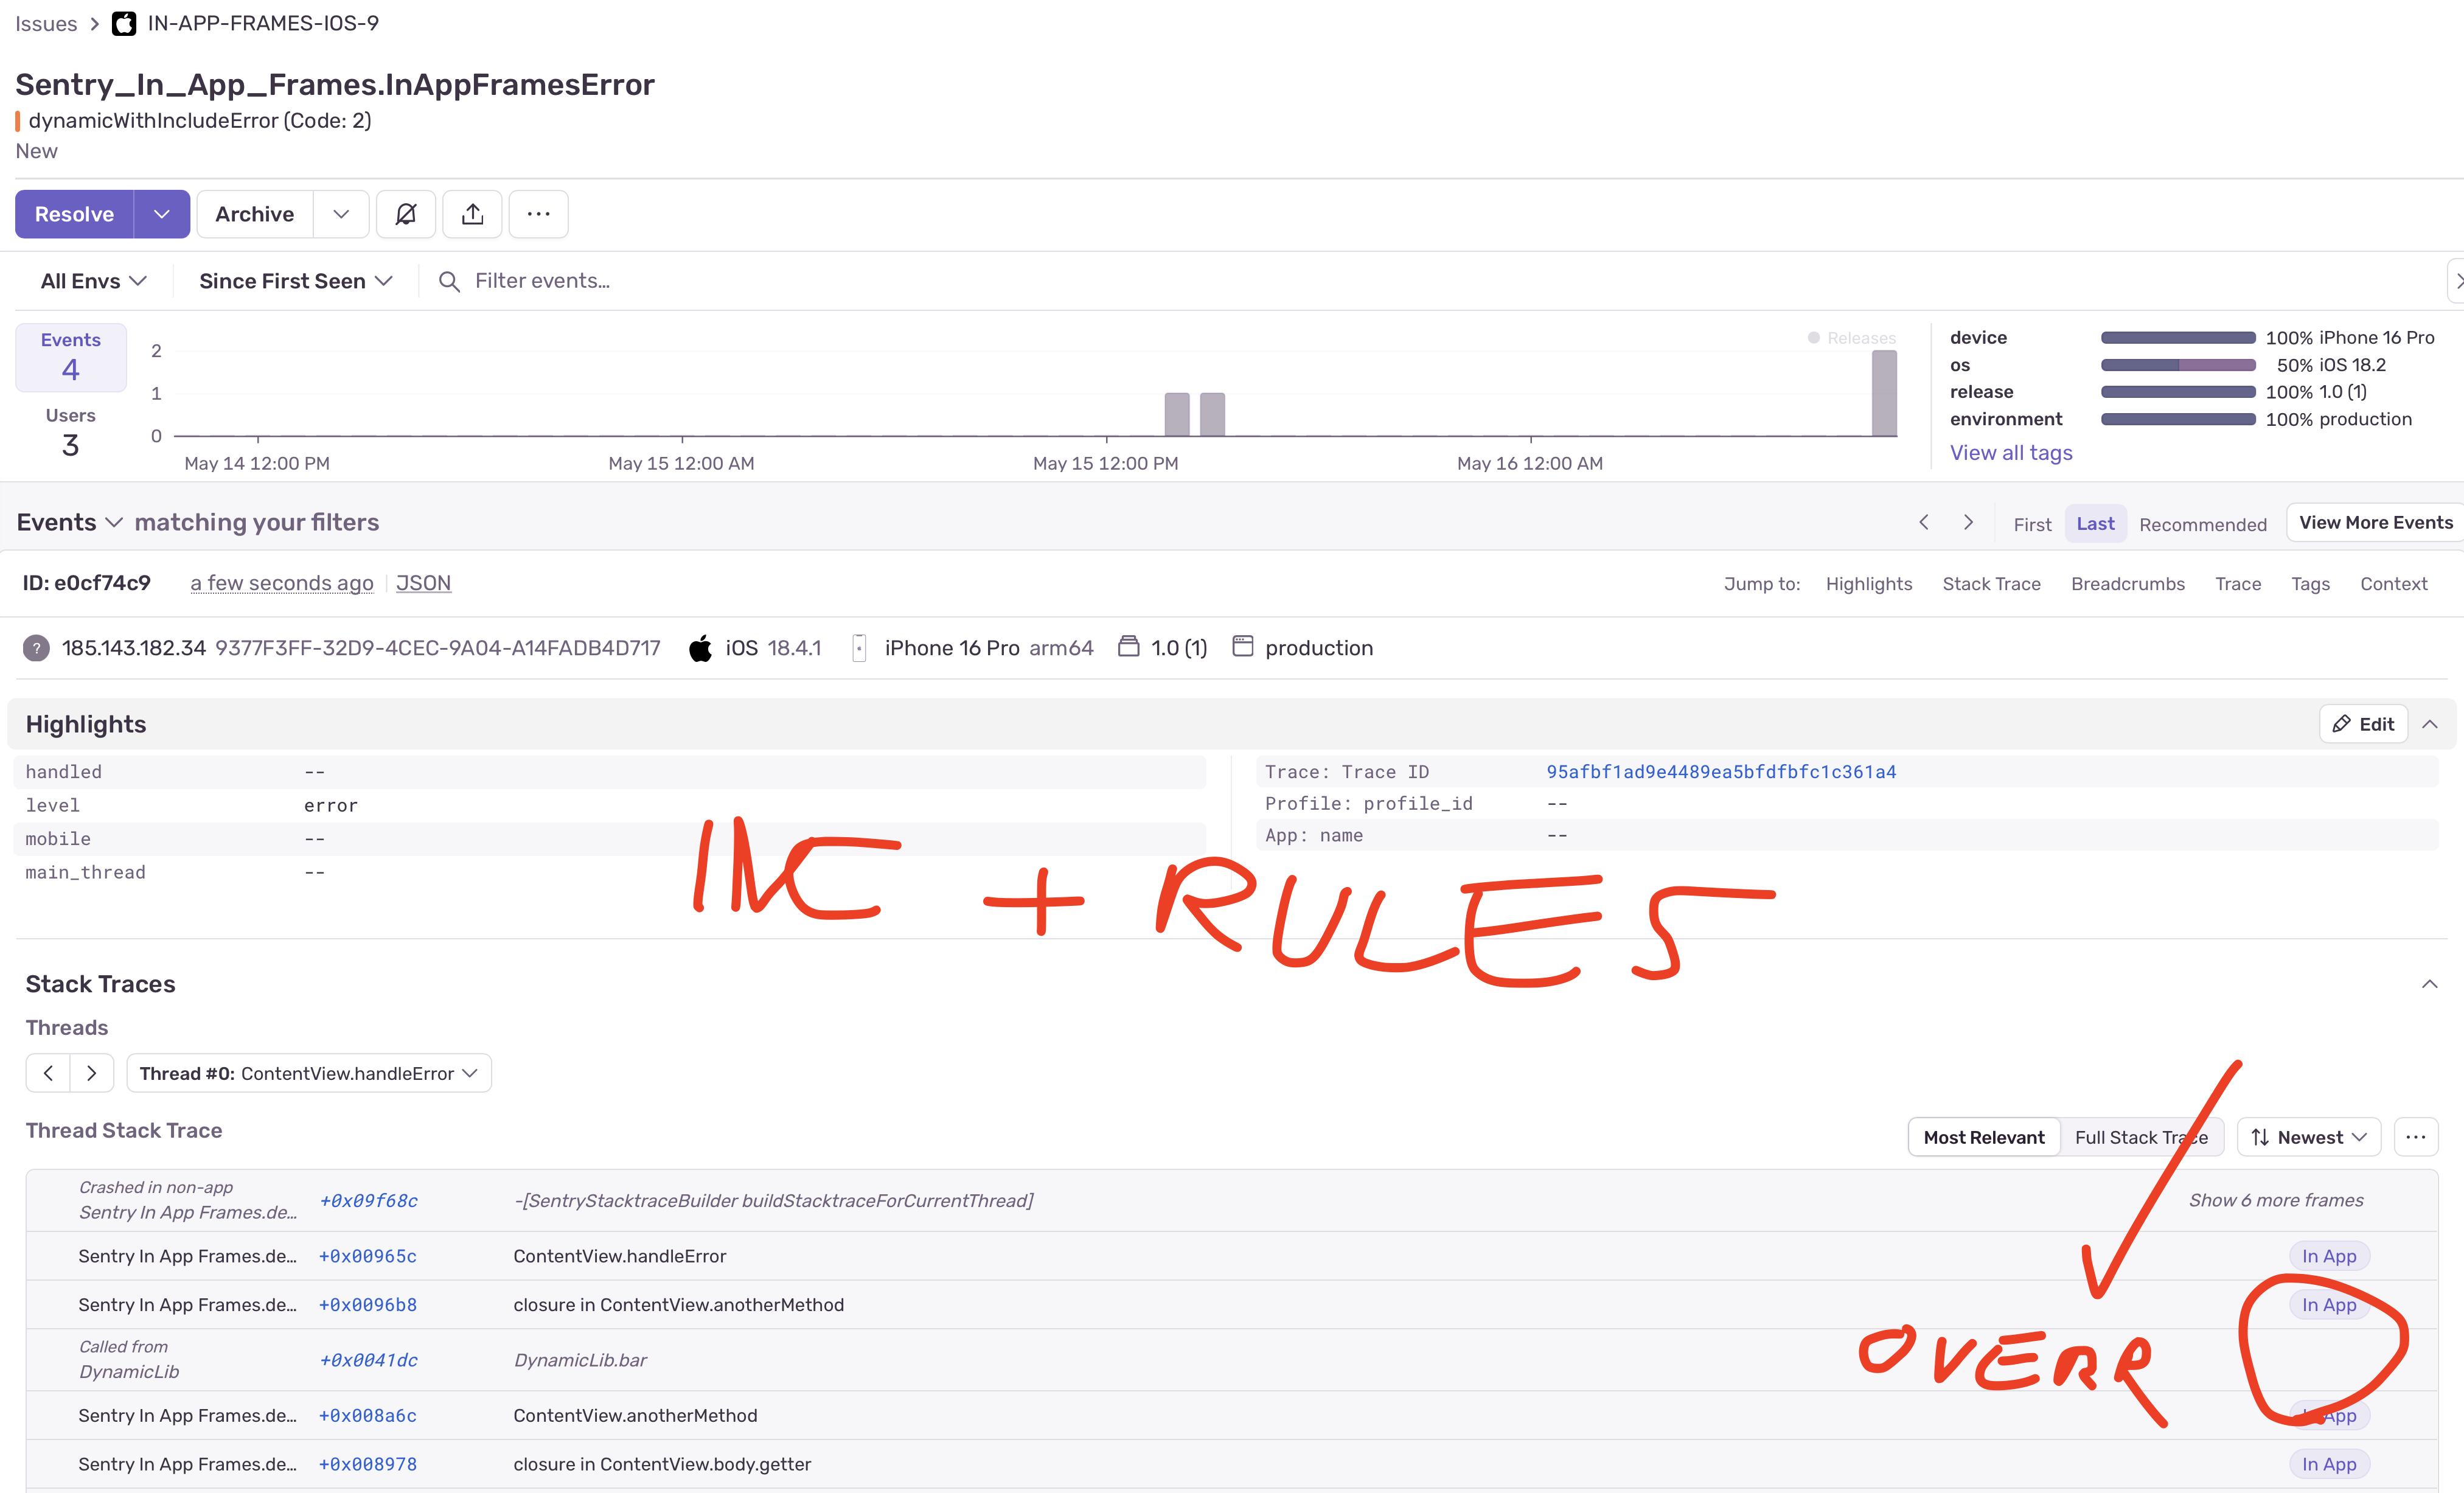 Issues > IN-APP-FRAMES-IOS-9
Sentry_In_App_Frames.InAppFramesError
dynamicWithIncludeError (Code: 2)
New
Resolve Archive
All Envs Since First Seen Filter events...
Events 4
Users 3
2
1
0
May 14 12:00 PM May 15 12:00 AM May 15 12:00 PM May 16 12:00 AM
Releases
device 100% iPhone 16 Pro
os 50% iOS 18.2
release 100% 1.0 (1)
environment 100% production
View all tags
Events matching your filters First Last Recommended View More Events
ID: e0cf74c9 a few seconds ago JSON Jump to: Highlights Stack Trace Breadcrumbs Trace Tags Context
? 185.143.182.34 9377F3FF-32D9-4CEC-9A04-A14FADB4D717 iOS 18.4.1 iPhone 16 Pro arm64 1.0 (1) production
Highlights Edit
handled --
level error
mobile --
main_thread --
Trace: Trace ID 95afbf1ad9e4489ea5bfdfbfc1c361a4
Profile: profile_id --
App: name --
INC + RULES
Stack Traces
Threads
Thread #0: ContentView.handleError
Thread Stack Trace Most Relevant Full Stack Trace Newest
Crashed in non-app
Sentry In App Frames.de... +0x09f68c -[SentryStacktraceBuilder buildStacktraceForCurrentThread] Show 6 more frames
Sentry In App Frames.de... +0x00965c ContentView.handleError In App
Sentry In App Frames.de... +0x0096b8 closure in ContentView.anotherMethod In App
Called from
DynamicLib +0x0041dc DynamicLib.bar
OVERR
Sentry In App Frames.de... +0x008a6c ContentView.anotherMethod In App
Sentry In App Frames.de... +0x008978 closure in ContentView.body.getter In App